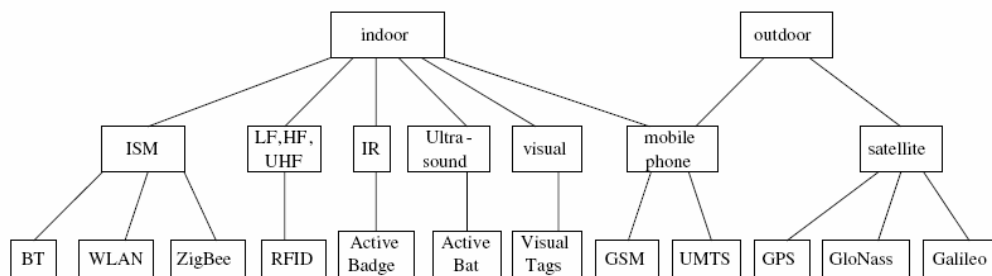 indoor
outdoor
ISM
LF,HF,
UHF
IR
Ultra-
sound
visual
mobile
phone
satellite
BT
WLAN
ZigBee
RFID
Active
Badge
Active
Bat
Visual
Tags
GSM
UMTS
GPS
GloNass
Galileo